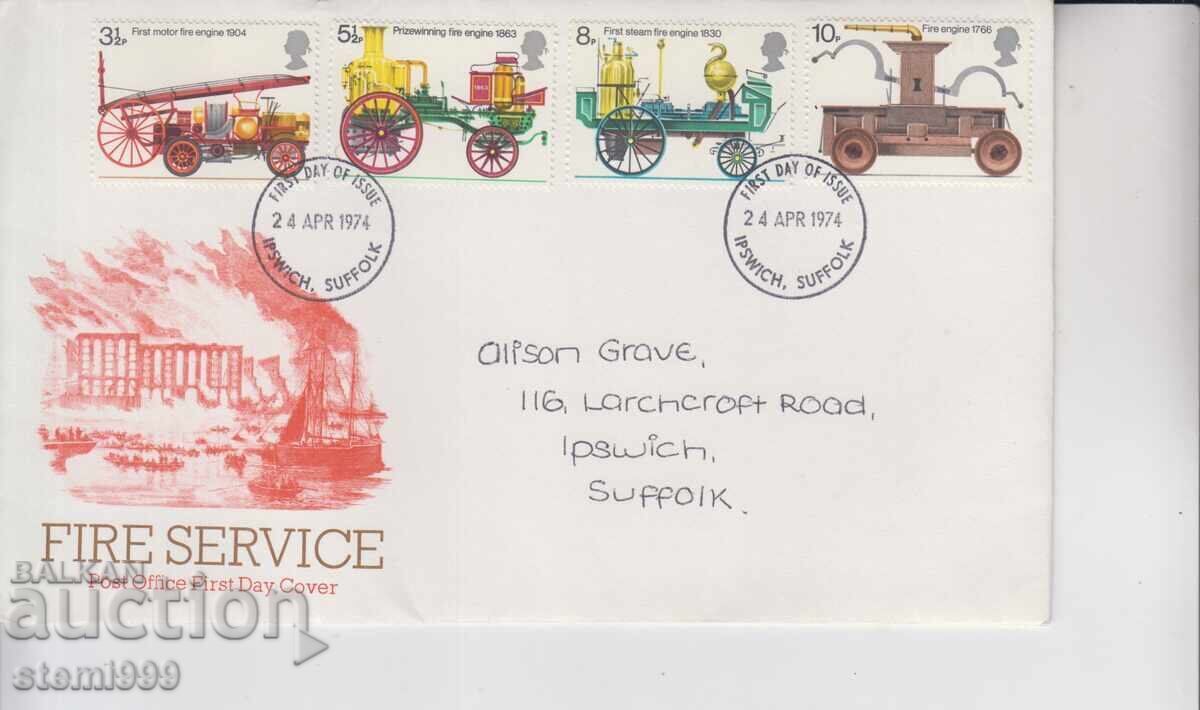 3½P First motor fire engine 1904
5½P Prizewinning fire engine 1863
8P First steam fire engine 1830
10P Fire engine 1766
1863
FIRST DAY OF ISSUE
24 APR 1974
IPSWICH, SUFFOLK
FIRST DAY OF ISSUE
24 APR 1974
IPSWICH, SUFFOLK
Alison Grave,
116, Larchcroft Road,
Ipswich,
Suffolk.
FIRE SERVICE
Post Office First Day Cover
BALKAN
auction
stemi999